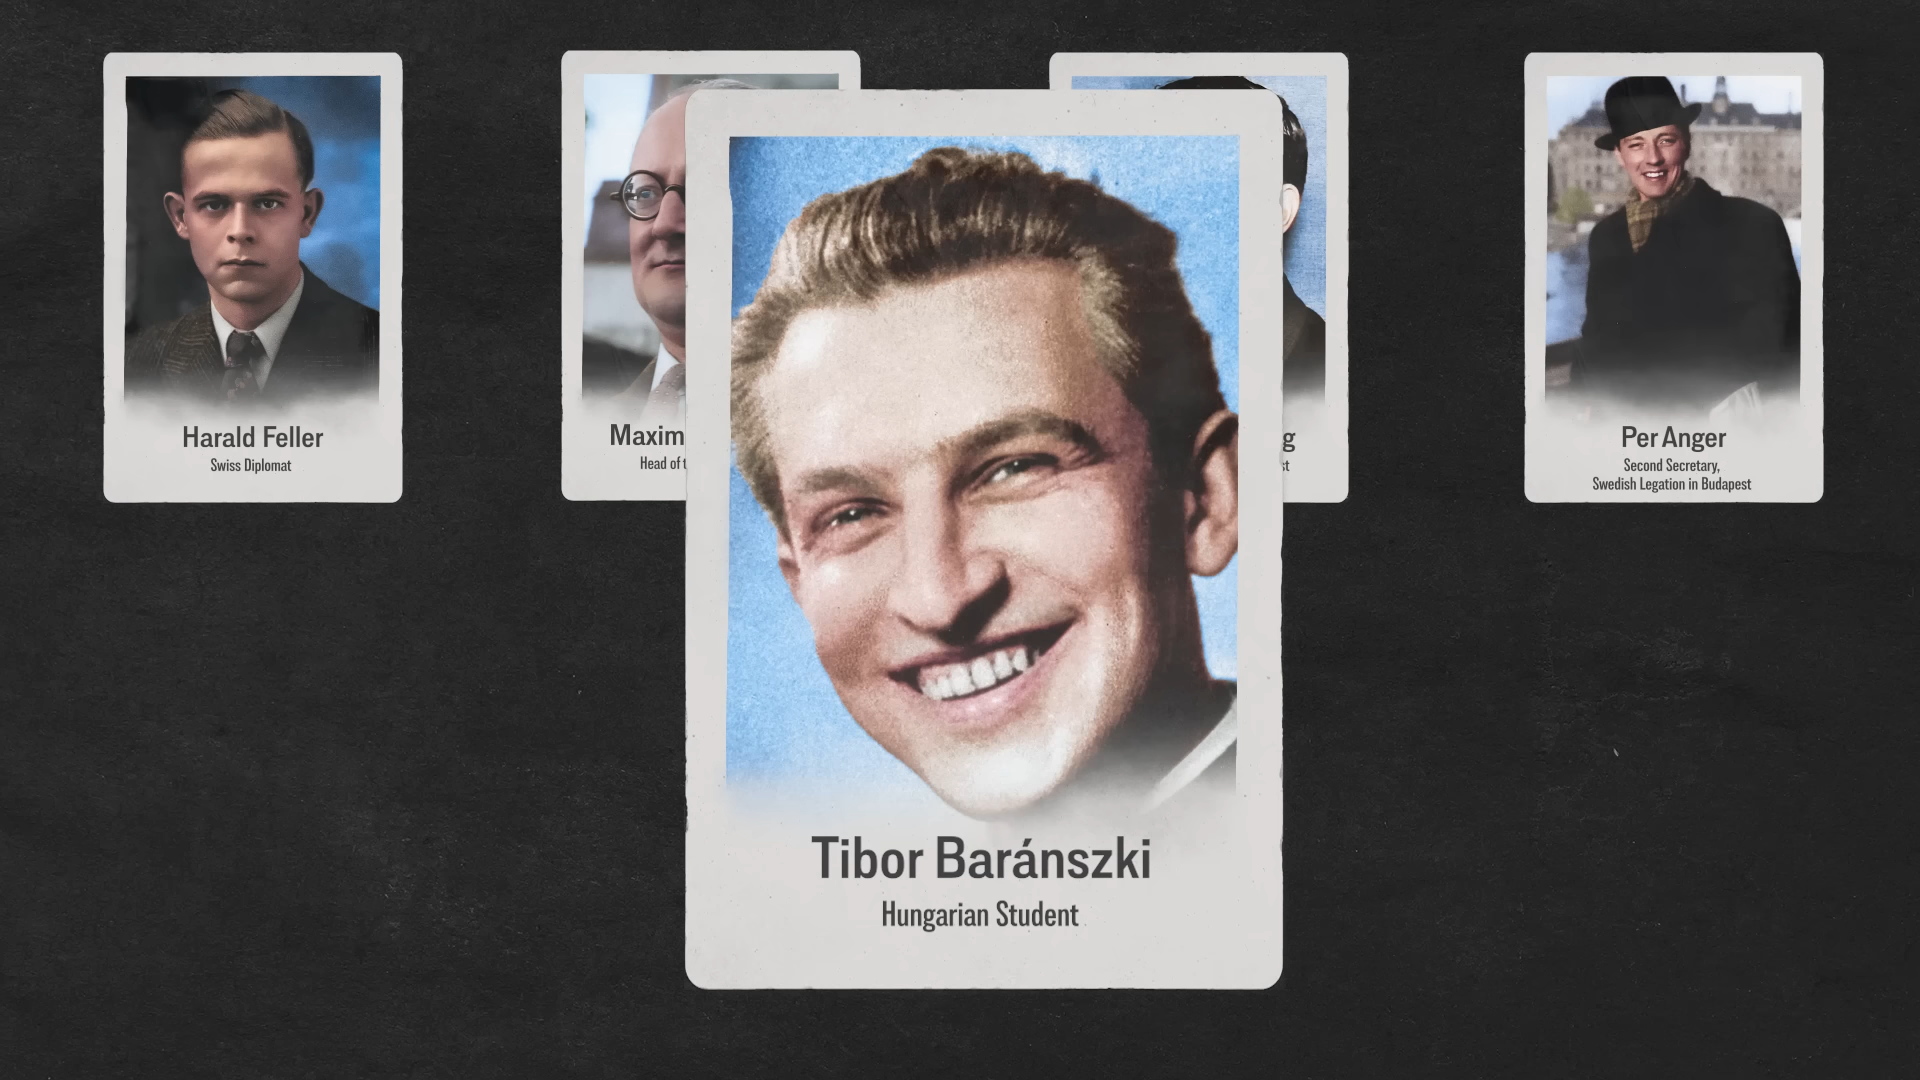 Harald Feller
Swiss Diplomat
Maxim
Head of t
g
st
Per Anger
Second Secretary,
Swedish Legation in Budapest
Tibor Baránszki
Hungarian Student